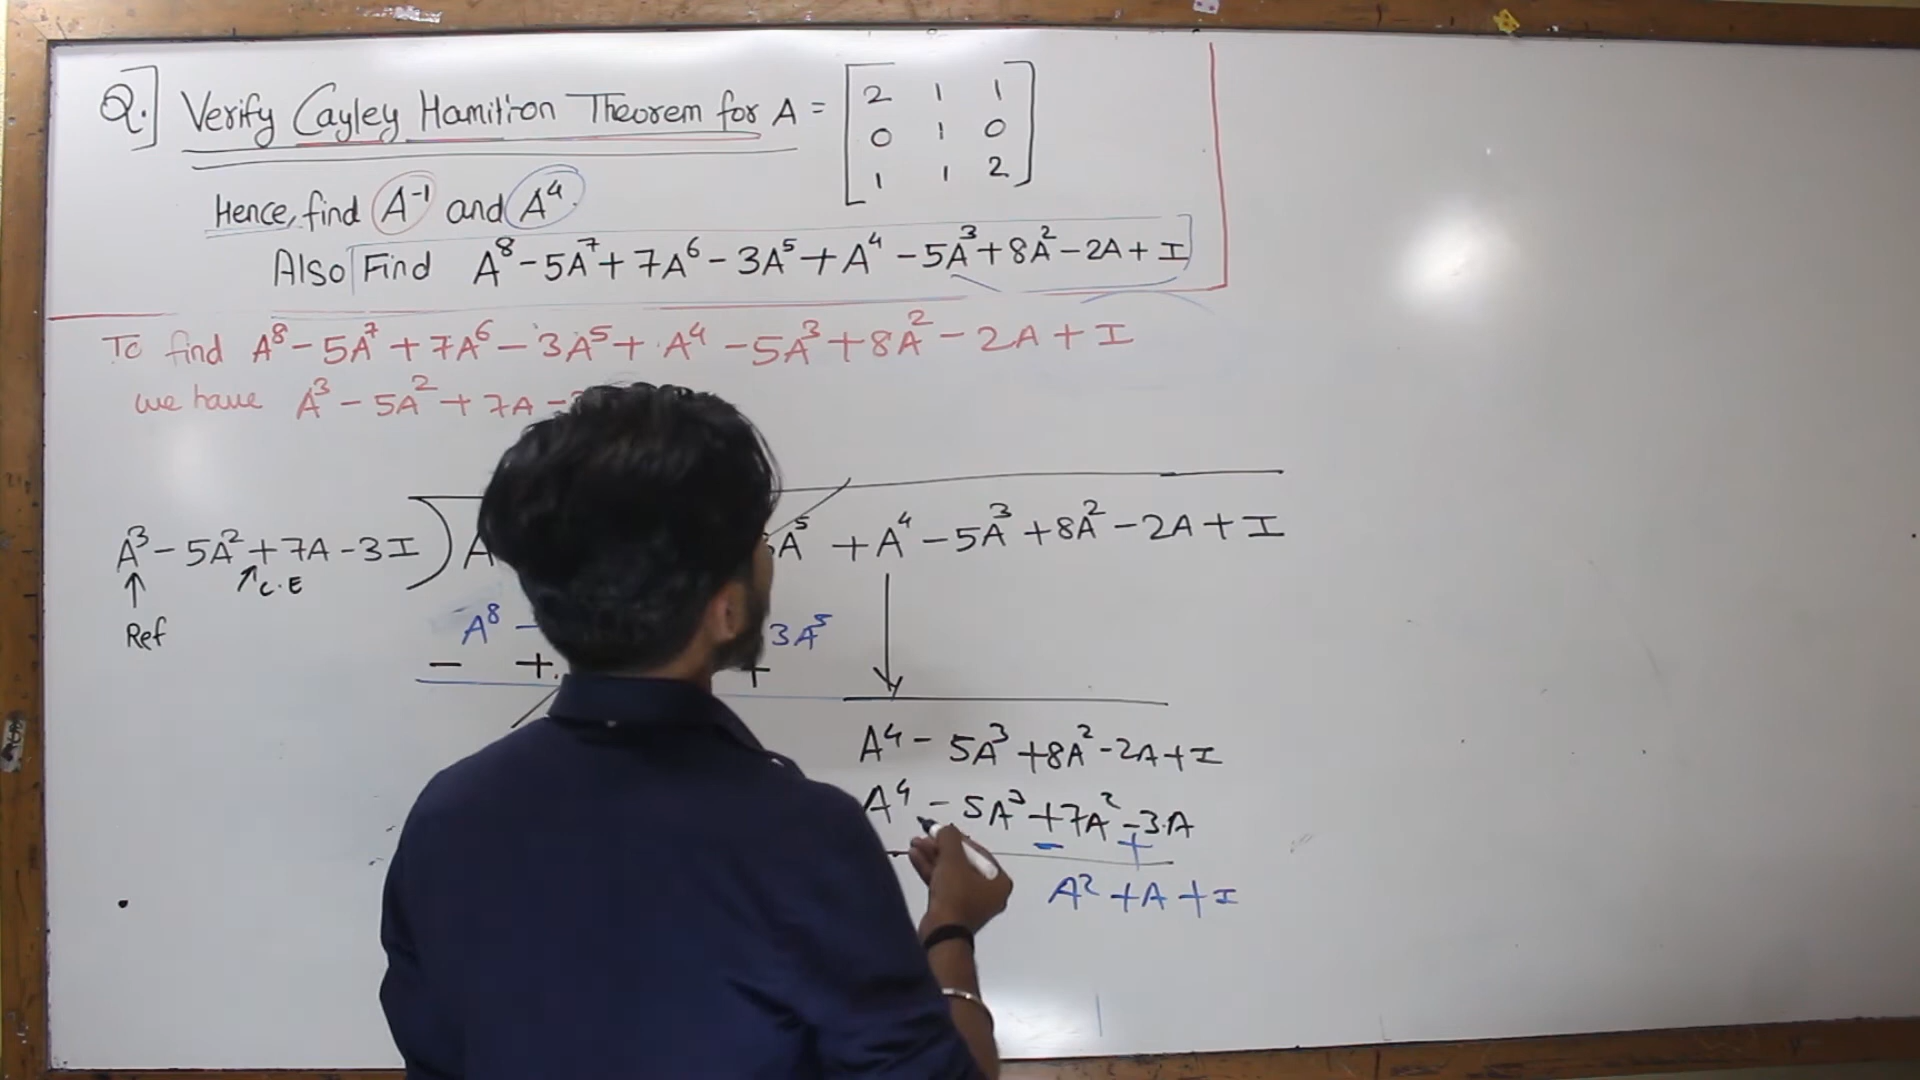 Q.] Verify Cayley Hamiltion Theorem for A = [2 1 1
0 1 0
1 1 2]
Hence, find A⁻¹ and A⁴.
Also Find A⁸ - 5A⁷ + 7A⁶ - 3A⁵ + A⁴ - 5A³ + 8A² - 2A + I
To find A⁸ - 5A⁷ + 7A⁶ - 3A⁵ + A⁴ - 5A³ + 8A² - 2A + I
we have A³ - 5A² + 7A -
A³ - 5A² + 7A - 3I ) A A⁵ + A⁴ - 5A³ + 8A² - 2A + I
↑ Ref ↑ C.E
A⁸ - 3A⁵
- + +
A⁴ - 5A³ + 8A² - 2A + I
A⁴ - 5A³ + 7A² - 3A
- +
A² + A + I